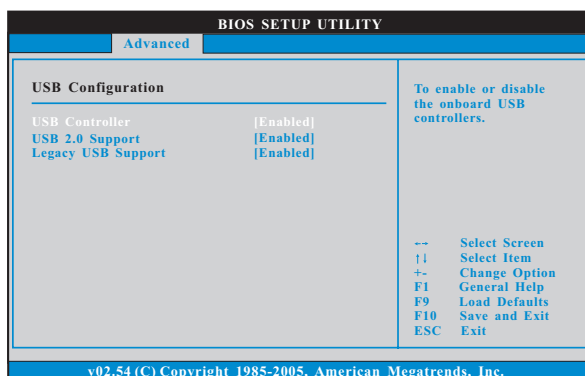 BIOS SETUP UTILITY
Advanced
USB Configuration
USB Controller [Enabled]
USB 2.0 Support [Enabled]
Legacy USB Support [Enabled]
To enable or disable
the onboard USB
controllers.
←→ Select Screen
↑↓ Select Item
+- Change Option
F1 General Help
F9 Load Defaults
F10 Save and Exit
ESC Exit
v02.54 (C) Copyright 1985-2005, American Megatrends, Inc.